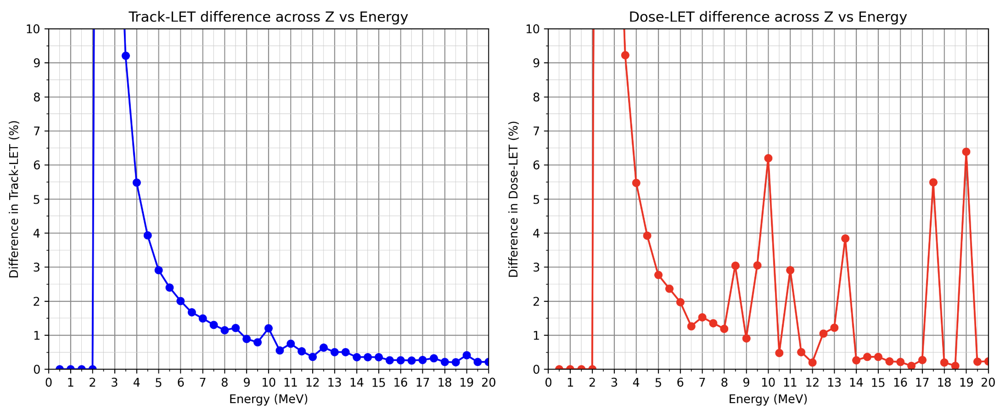 Track-LET difference across Z vs Energy
Difference in Track-LET (%)
10
9
8
7
6
5
4
3
2
1
0
0 1 2 3 4 5 6 7 8 9 10 11 12 13 14 15 16 17 18 19 20
Energy (MeV)
Dose-LET difference across Z vs Energy
Difference in Dose-LET (%)
10
9
8
7
6
5
4
3
2
1
0
0 1 2 3 4 5 6 7 8 9 10 11 12 13 14 15 16 17 18 19 20
Energy (MeV)